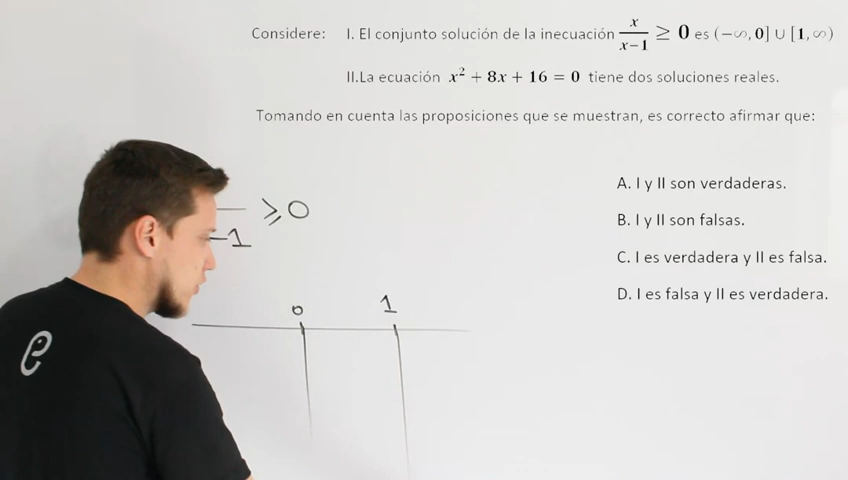 Considere: I. El conjunto solución de la inecuación x/x−1 ≥ 0 es (−∞, 0] ∪ [1, ∞)
II.La ecuación x² + 8x + 16 = 0 tiene dos soluciones reales.
Tomando en cuenta las proposiciones que se muestran, es correcto afirmar que:
A. I y II son verdaderas.
B. I y II son falsas.
C. I es verdadera y II es falsa.
D. I es falsa y II es verdadera.
≥ 0
−1
0 1
e